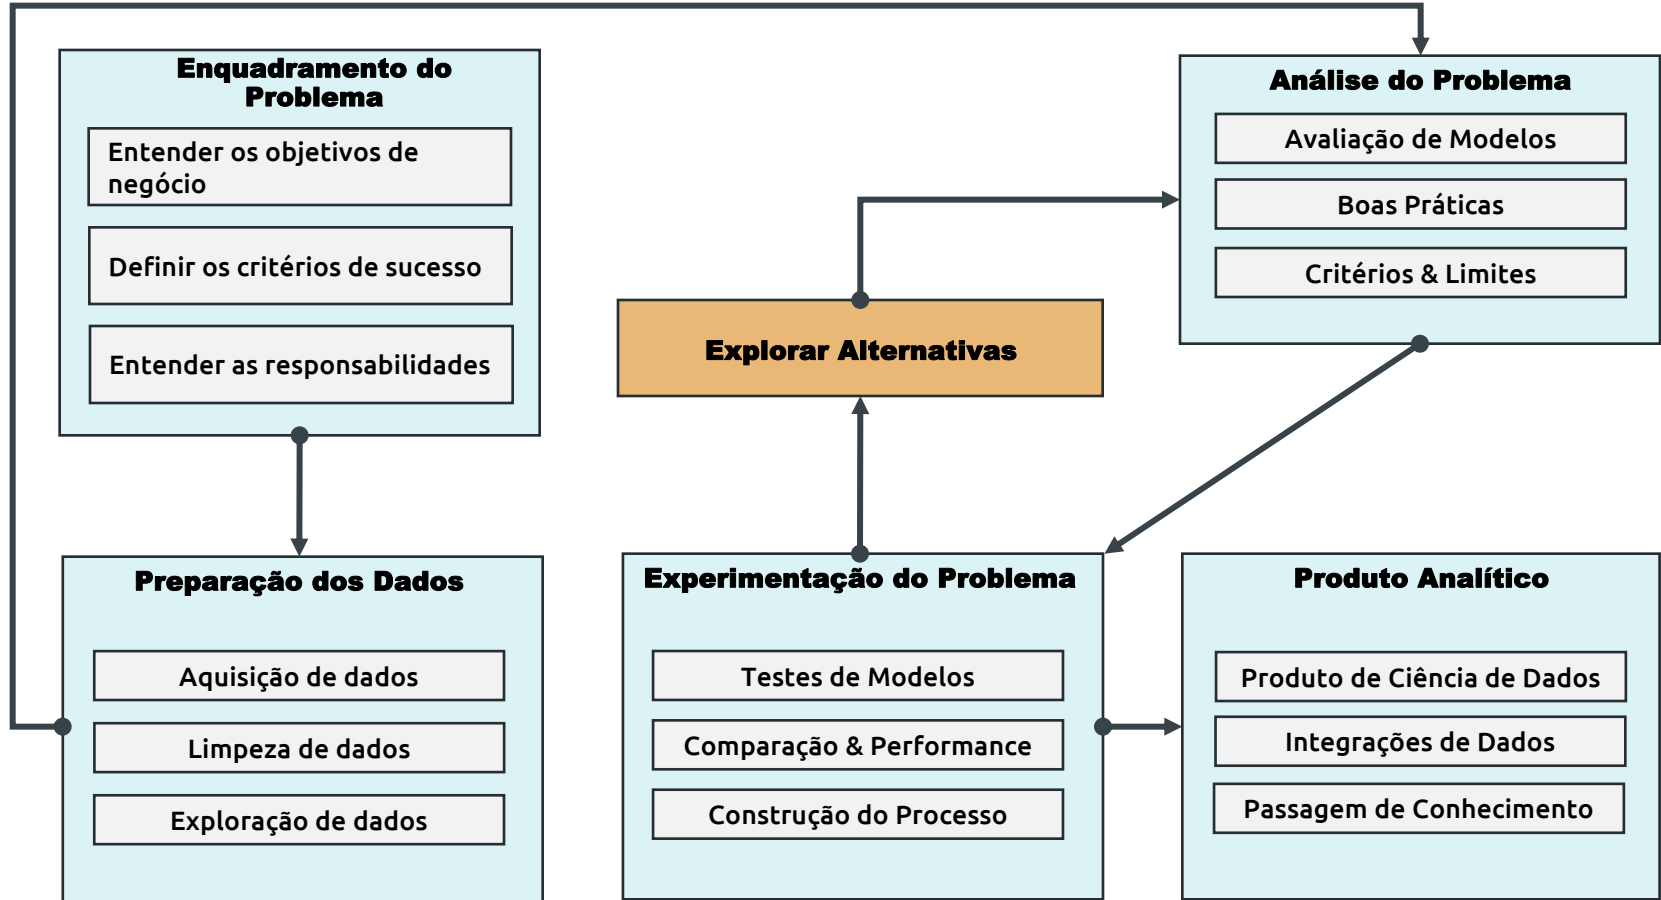 Enquadramento do
Problema
Entender os objetivos de
negócio
Definir os critérios de sucesso
Entender as responsabilidades
Preparação dos Dados
Aquisição de dados
Limpeza de dados
Exploração de dados
Análise do Problema
Avaliação de Modelos
Boas Práticas
Critérios & Limites
Explorar Alternativas
Experimentação do Problema
Testes de Modelos
Comparação & Performance
Construção do Processo
Produto Analítico
Produto de Ciência de Dados
Integrações de Dados
Passagem de Conhecimento